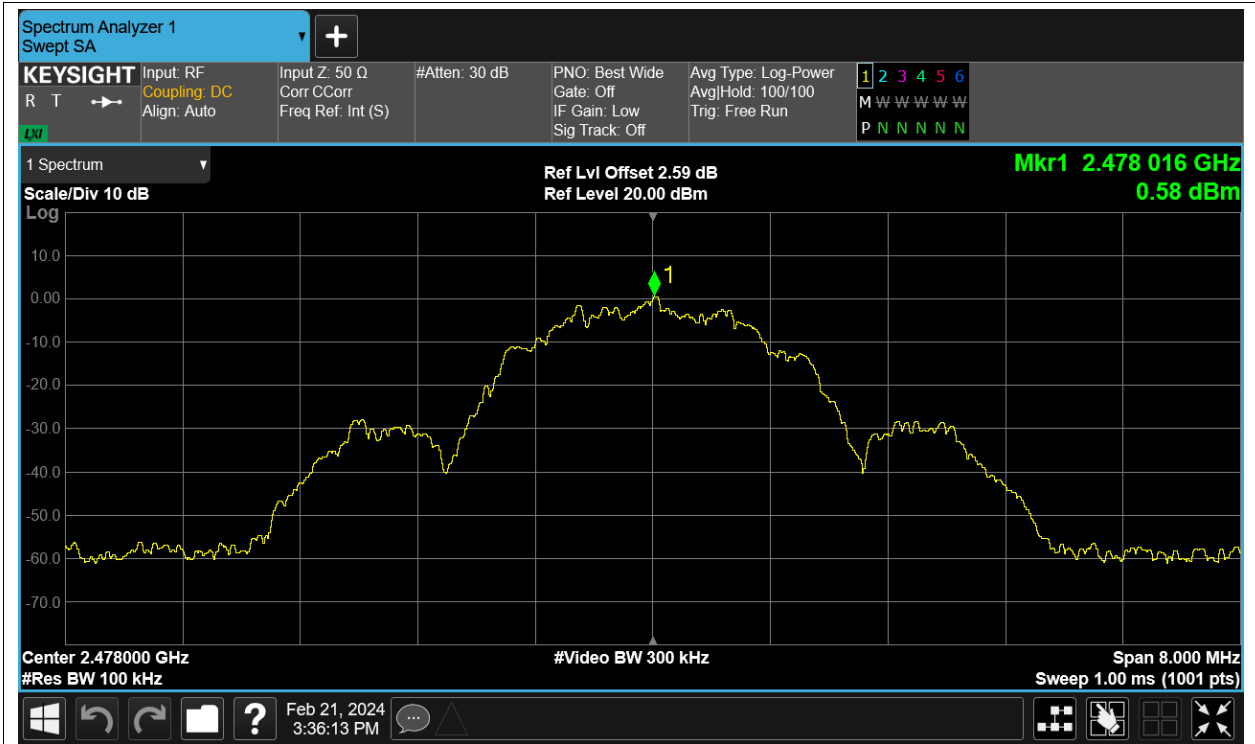 Spectrum Analyzer 1
Swept SA
KEYSIGHT
R T
LXI
Input: RF
Coupling: DC
Align: Auto
Input Z: 50 Ω
Corr CCorr
Freq Ref: Int (S)
#Atten: 30 dB
PNO: Best Wide
Gate: Off
IF Gain: Low
Sig Track: Off
Avg Type: Log-Power
Avg|Hold: 100/100
Trig: Free Run
1 2 3 4 5 6
M W W W W W
P N N N N N
1 Spectrum
Scale/Div 10 dB
Log
Ref Lvl Offset 2.59 dB
Ref Level 20.00 dBm
Mkr1 2.478 016 GHz
0.58 dBm
10.0
0.00
-10.0
-20.0
-30.0
-40.0
-50.0
-60.0
-70.0
1
Center 2.478000 GHz
#Res BW 100 kHz
#Video BW 300 kHz
Span 8.000 MHz
Sweep 1.00 ms (1001 pts)
?
Feb 21, 2024
3:36:13 PM